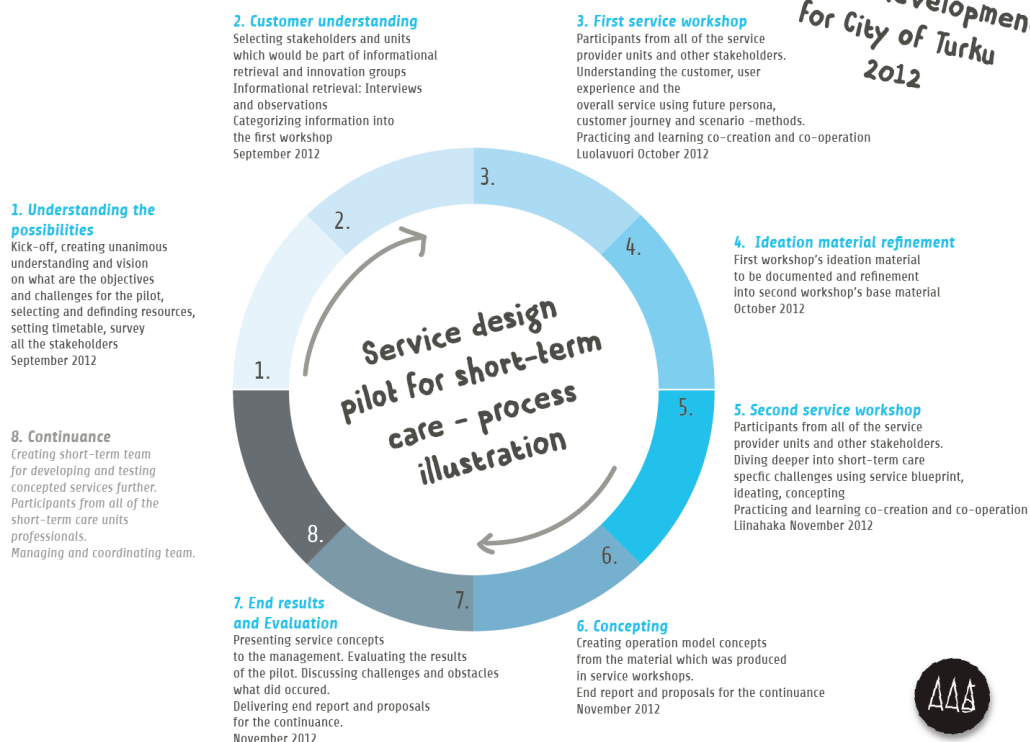 2. Customer understanding
Selecting stakeholders and units
which would be part of informational
retrieval and innovation groups
Informational retrieval: Interviews
and observations
Categorizing information into
the first workshop
September 2012
3. First service workshop
Participants from all of the service
provider units and other stakeholders.
Understanding the customer, user
experience and the
overall service using future persona,
customer journey and scenario -methods.
Practicing and learning co-creation and co-operation
Luolavuori October 2012
for City of Turku
2012
1. Understanding the
possibilities
Kick-off, creating unanimous
understanding and vision
on what are the objectives
and challenges for the pilot,
selecting and definding resources,
setting timetable, survey
all the stakeholders
September 2012
4. Ideation material refinement
First workshop's ideation material
to be documented and refinement
into second workshop's base material
October 2012
5. Second service workshop
Participants from all of the service
provider units and other stakeholders.
Diving deeper into short-term care
specfic challenges using service blueprint,
ideating, concepting
Practicing and learning co-creation and co-operation
Liinahaka November 2012
8. Continuance
Creating short-term team
for developing and testing
concepted services further.
Participants from all of the
short-term care units
professionals.
Managing and coordinating team.
7. End results
and Evaluation
Presenting service concepts
to the management. Evaluating the results
of the pilot. Discussing challenges and obstacles
what did occured.
Delivering end report and proposals
for the continuance.
November 2012
6. Concepting
Creating operation model concepts
from the material which was produced
in service workshops.
End report and proposals for the continuance
November 2012
1.
2.
3.
4.
5.
6.
7.
8.
Service design
pilot for short-term
care - process
illustration